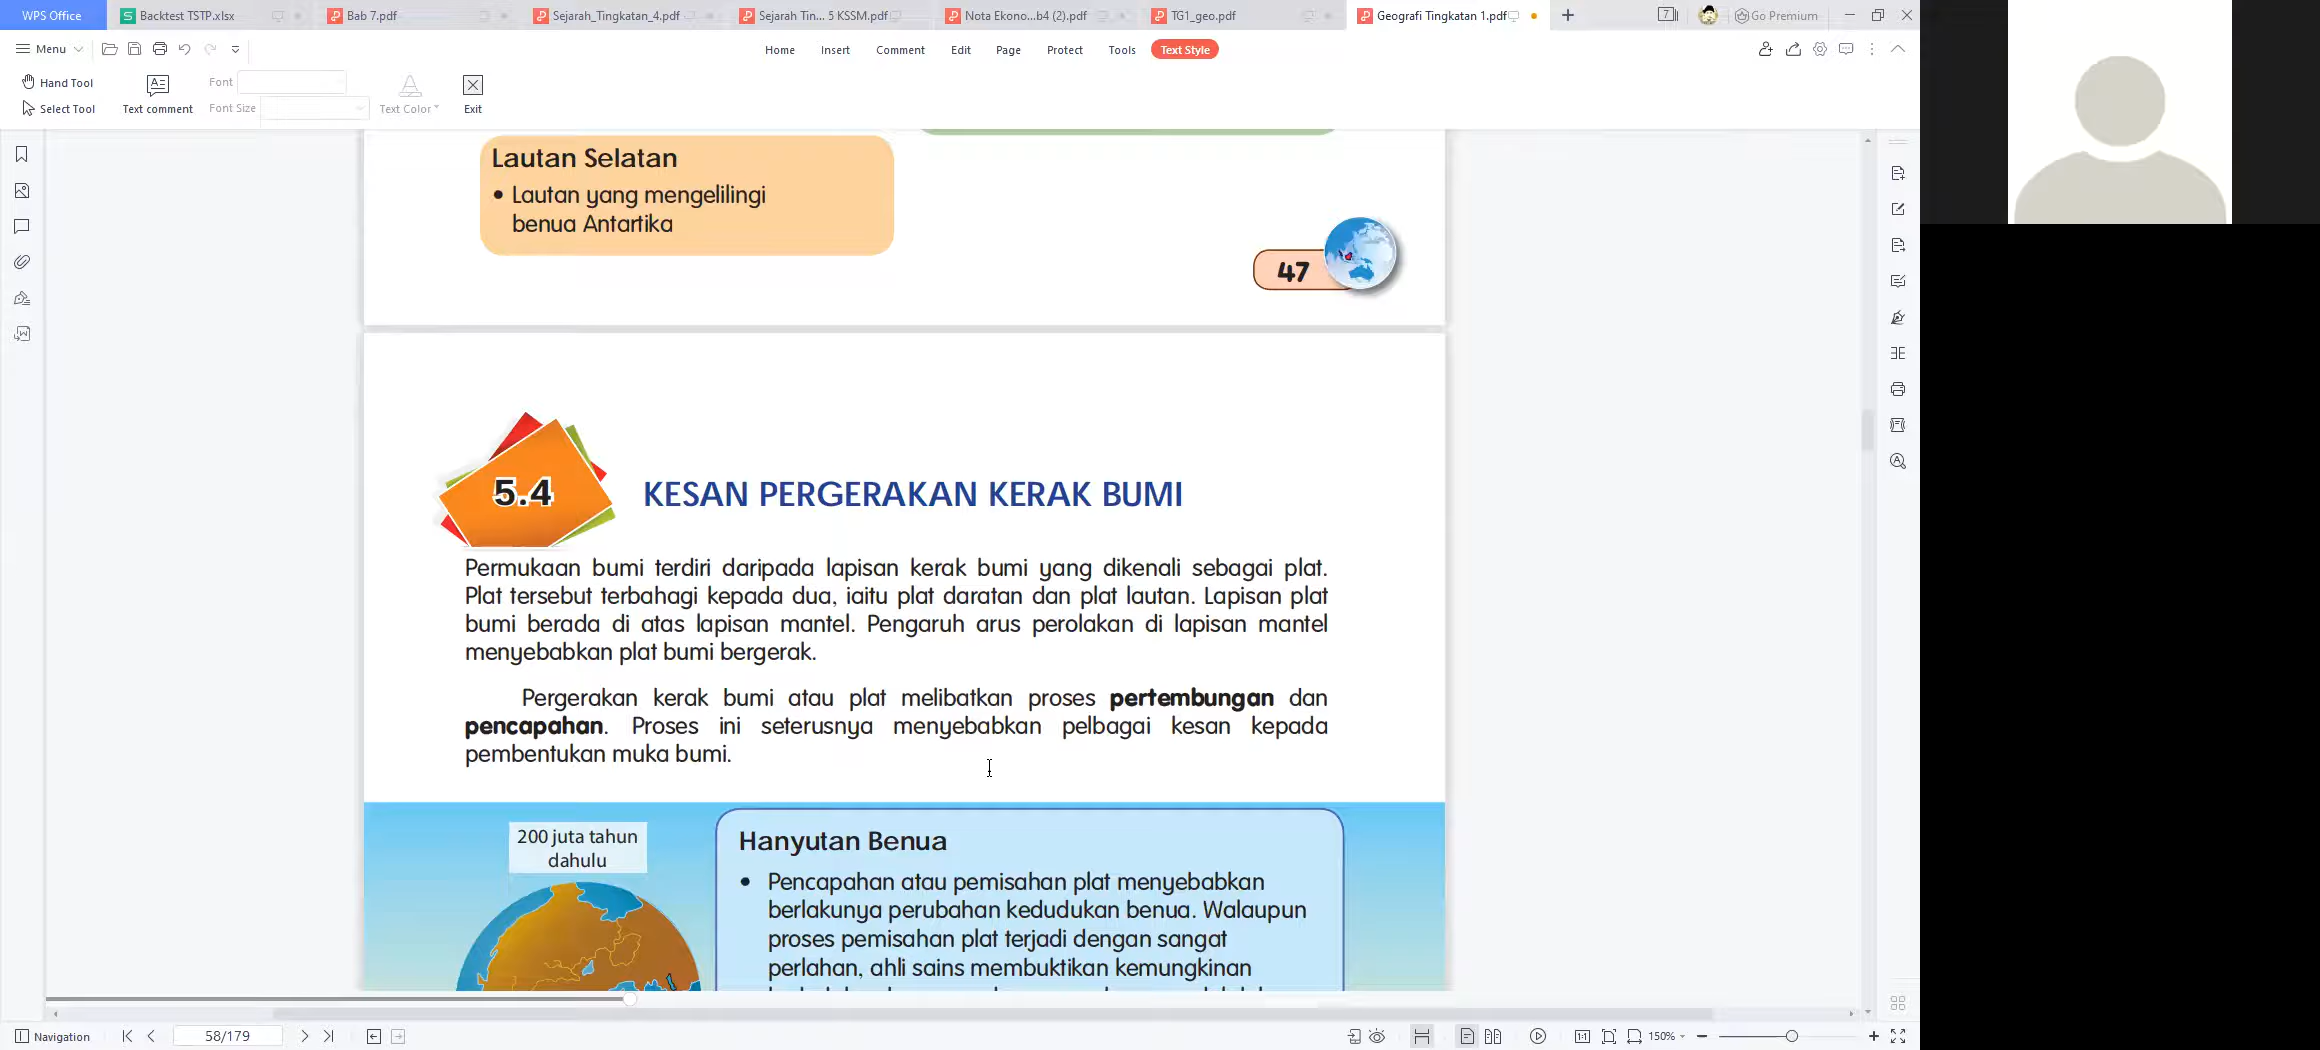 WPS Office
Backtest TSTP.xlsx
Bab 7.pdf
Sejarah_Tingkatan_4.pdf
Sejarah Tin... 5 KSSM.pdf
Nota Ekono...b4 (2).pdf
TG1_geo.pdf
Geografi Tingkatan 1.pdf
7
Go Premium
Menu
Home
Insert
Comment
Edit
Page
Protect
Tools
Text Style
Hand Tool
Select Tool
Text comment
Font
Font Size
Text Color
Exit
Lautan Selatan
• Lautan yang mengelilingi
benua Antartika
47
5.4
KESAN PERGERAKAN KERAK BUMI
Permukaan bumi terdiri daripada lapisan kerak bumi yang dikenali sebagai plat.
Plat tersebut terbahagi kepada dua, iaitu plat daratan dan plat lautan. Lapisan plat
bumi berada di atas lapisan mantel. Pengaruh arus perolakan di lapisan mantel
menyebabkan plat bumi bergerak.
Pergerakan kerak bumi atau plat melibatkan proses pertembungan dan
pencapahan. Proses ini seterusnya menyebabkan pelbagai kesan kepada
pembentukan muka bumi.
200 juta tahun
dahulu
Hanyutan Benua
• Pencapahan atau pemisahan plat menyebabkan
berlakunya perubahan kedudukan benua. Walaupun
proses pemisahan plat terjadi dengan sangat
perlahan, ahli sains membuktikan kemungkinan
Navigation
58/179
1:1
150%